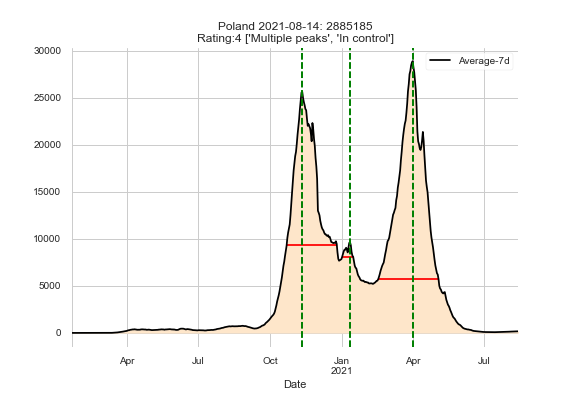 Poland 2021-08-14: 2885185
Rating:4 ['Multiple peaks', 'In control']
Average-7d
30000
25000
20000
15000
10000
5000
0
Apr
Jul
Oct
Jan
2021
Apr
Jul
Date